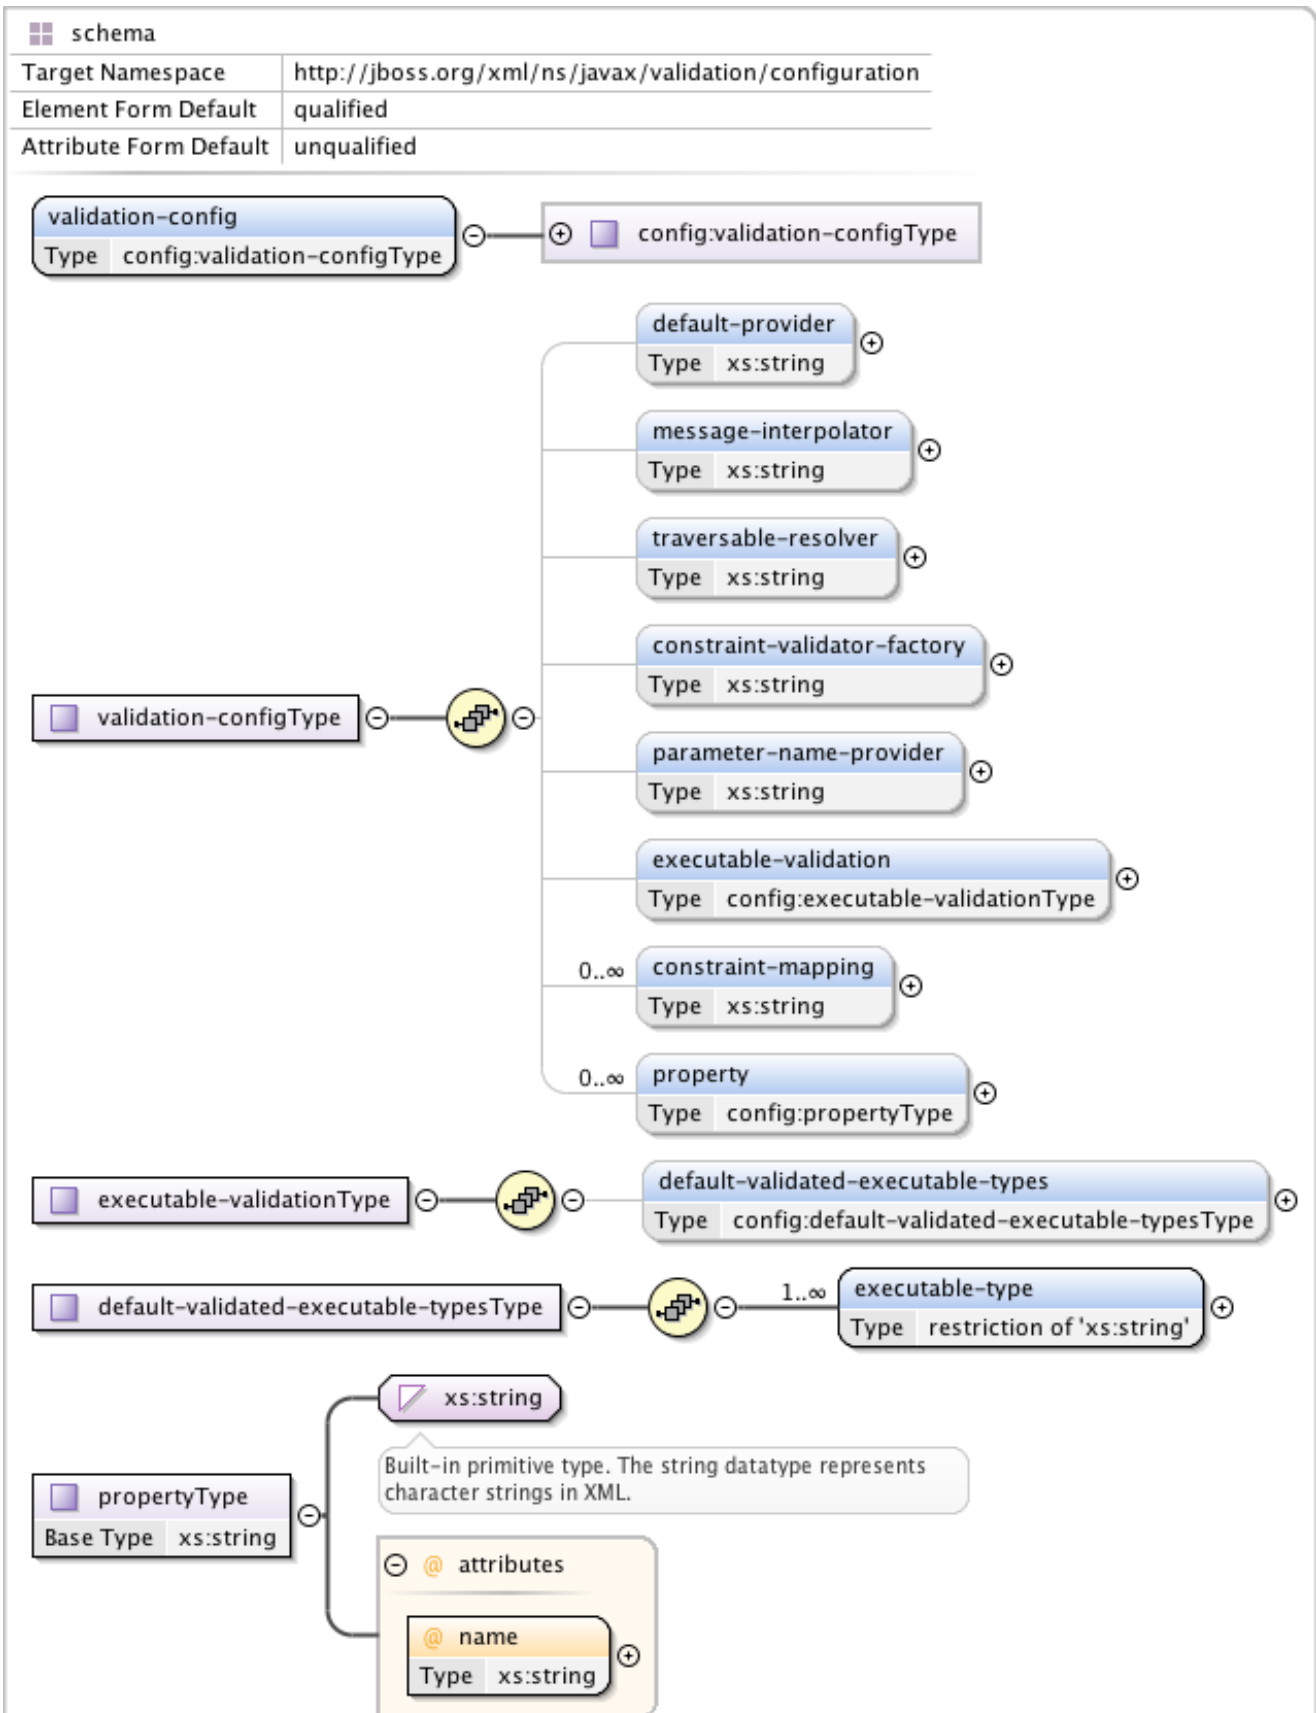 schema
Target Namespace http://jboss.org/xml/ns/javax/validation/configuration
Element Form Default qualified
Attribute Form Default unqualified
validation-config
Type config:validation-configType
config:validation-configType
default-provider
Type xs:string
message-interpolator
Type xs:string
traversable-resolver
Type xs:string
constraint-validator-factory
Type xs:string
validation-configType
parameter-name-provider
Type xs:string
executable-validation
Type config:executable-validationType
0..∞
constraint-mapping
Type xs:string
0..∞
property
Type config:propertyType
executable-validationType
default-validated-executable-types
Type config:default-validated-executable-typesType
default-validated-executable-typesType
1..∞
executable-type
Type restriction of 'xs:string'
xs:string
Built-in primitive type. The string datatype represents
character strings in XML.
propertyType
Base Type xs:string
@ attributes
@ name
Type xs:string